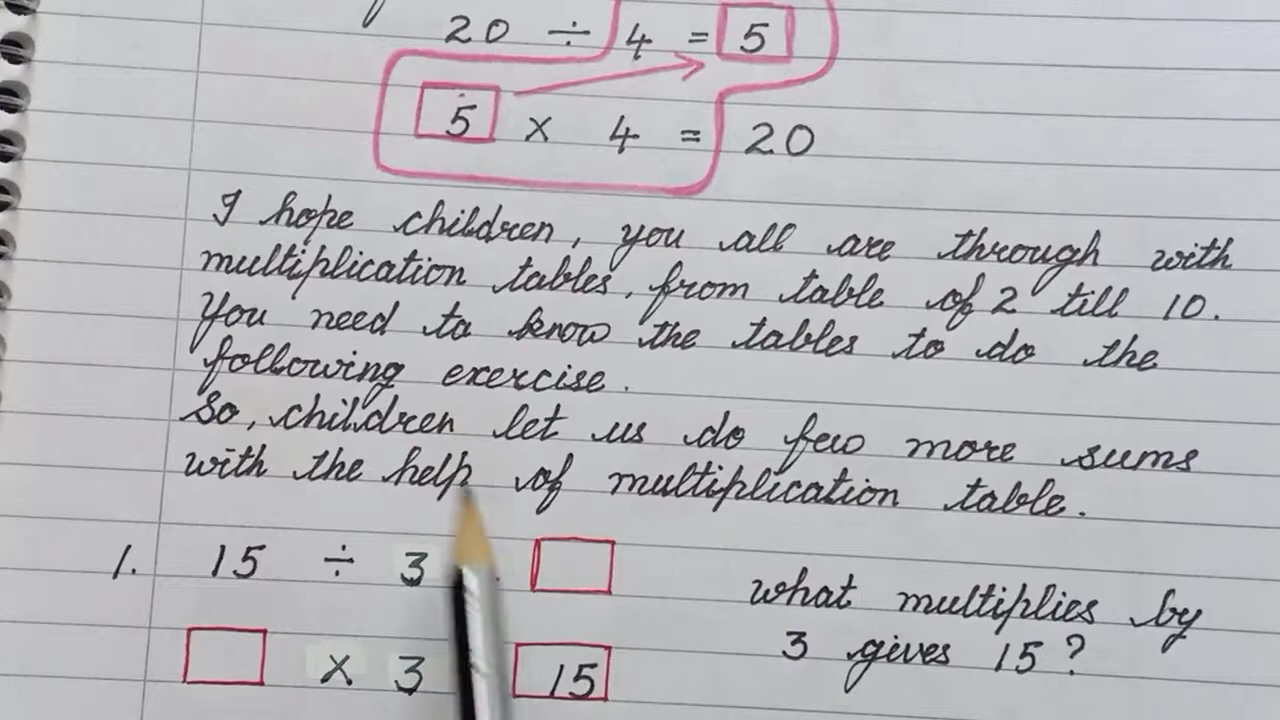 20 ÷ 4 = 5
5 x 4 = 20
I hope children, you all are through with
multiplication tables, from table of 2 till 10.
You need to know the tables to do the
following exercise.
So, children let us do few more sums
with the help of multiplication table.
1. 15 ÷ 3
what multiplies by
3 gives 15?
x 3 15